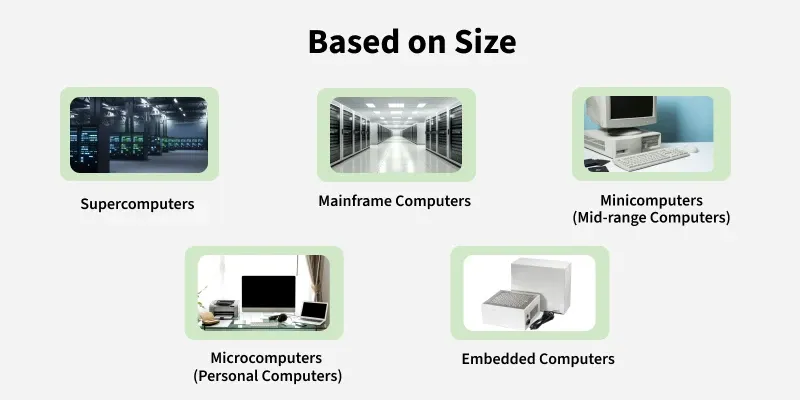 Based on Size
Supercomputers
Mainframe Computers
Minicomputers
(Mid-range Computers)
Microcomputers
(Personal Computers)
Embedded Computers